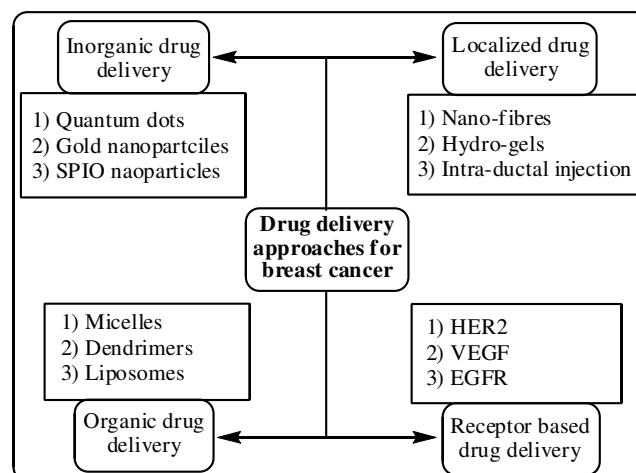 Inorganic drug
delivery
1) Quantum dots
2) Gold nanopartciles
3) SPIO naoparticles
Localized drug
delivery
1) Nano-fibres
2) Hydro-gels
3) Intra-ductal injection
Drug delivery
approaches for
breast cancer
1) Micelles
2) Dendrimers
3) Liposomes
Organic drug
delivery
1) HER2
2) VEGF
3) EGFR
Receptor based
drug delivery